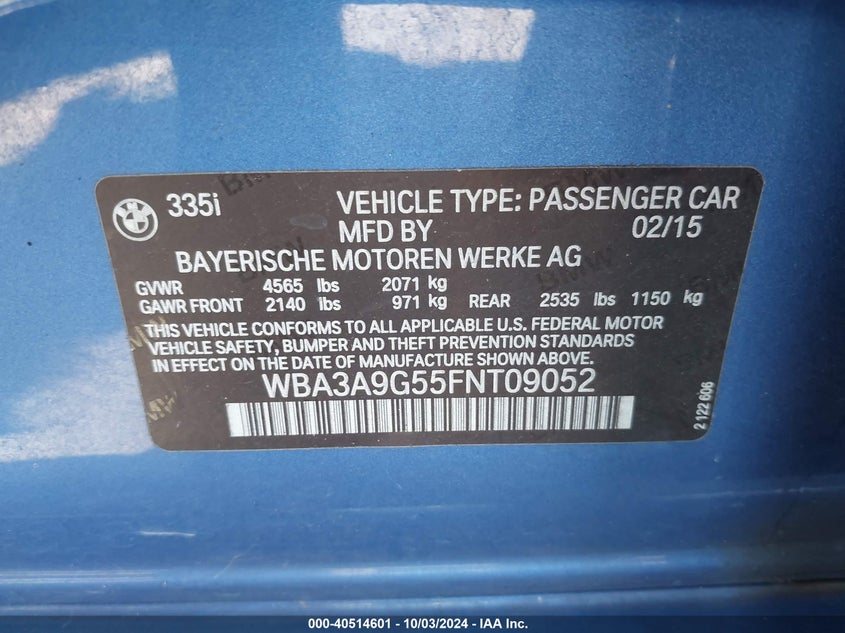 335i VEHICLE TYPE: PASSENGER CAR
MFD BY 02/15
BAYERISCHE MOTOREN WERKE AG
GVWR 4565 lbs 2071 kg
GAWR FRONT 2140 lbs 971 kg REAR 2535 lbs 1150 kg
THIS VEHICLE CONFORMS TO ALL APPLICABLE U.S. FEDERAL MOTOR
VEHICLE SAFETY, BUMPER AND THEFT PREVENTION STANDARDS
IN EFFECT ON THE DATE OF MANUFACTURE SHOWN ABOVE.
WBA3A9G55FNT09052
2 122 606
000-40514601 - 10/03/2024 - IAA Inc.